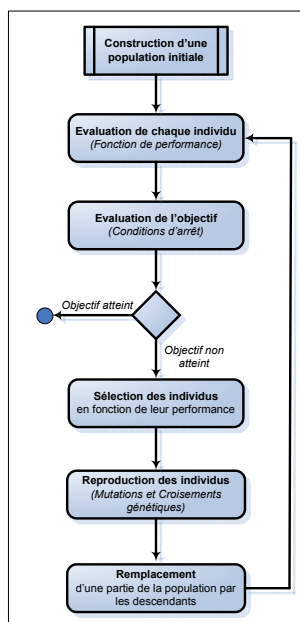 Construction d'une
population initiale
Evaluation de chaque individu
(Fonction de performance)
Evaluation de l'objectif
(Conditions d'arrêt)
Objectif atteint
Objectif non
atteint
Sélection des individus
en fonction de leur performance
Reproduction des individus
(Mutations et Croisements
génétiques)
Remplacement
d'une partie de la population par
les descendants